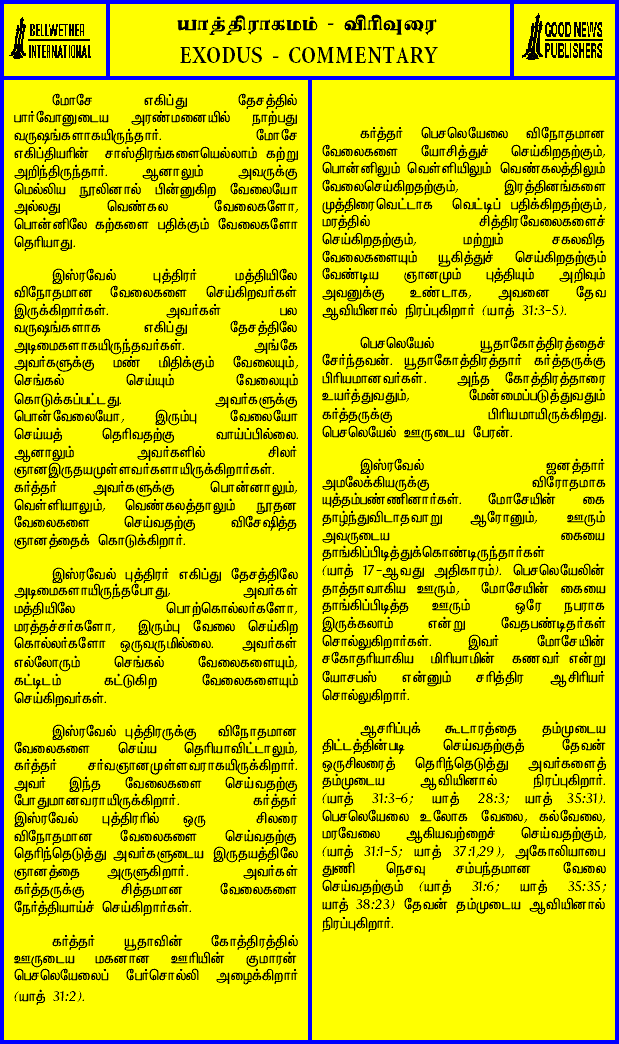 BELLWETHER
INTERNATIONAL
யாத்திராகமம் - விரிவுரை
EXODUS - COMMENTARY
GOOD NEWS
PUBLISHERS
மோசே எகிப்து தேசத்தில்
பார்வோனுடைய அரண்மனையில் நாற்பது
வருஷங்களாகயிருந்தார். மோசே
எகிப்தியரின் சாஸ்திரங்களையெல்லாம் கற்று
அறிந்திருந்தார். ஆனாலும் அவருக்கு
மெல்லிய நூலினால் பின்னுகிற வேலையோ
அல்லது வெண்கல வேலைகளோ,
பொன்னிலே கற்களை பதிக்கும் வேலைகளோ
தெரியாது.
இஸ்ரவேல் புத்திரர் மத்தியிலே
விநோதமான வேலைகளை செய்கிறவர்கள்
இருக்கிறார்கள். அவர்கள் பல
வருஷங்களாக எகிப்து தேசத்திலே
அடிமைகளாகயிருந்தவர்கள். அங்கே
அவர்களுக்கு மண் மிதிக்கும் வேலையும்,
செங்கல் செய்யும் வேலையும்
கொடுக்கப்பட்டது. அவர்களுக்கு
பொன்வேலையோ, இரும்பு வேலையோ
செய்யத் தெரிவதற்கு வாய்ப்பில்லை.
ஆனாலும் அவர்களில் சிலர்
ஞானஇருதயமுள்ளவர்களாயிருக்கிறார்கள்.
கர்த்தர் அவர்களுக்கு பொன்னாலும்,
வெள்ளியாலும், வெண்கலத்தாலும் நூதன
வேலைகளை செய்வதற்கு விசேஷித்த
ஞானத்தைக் கொடுக்கிறார்.
இஸ்ரவேல் புத்திரர் எகிப்து தேசத்திலே
அடிமைகளாயிருந்தபோது, அவர்கள்
மத்தியிலே பொற்கொல்லர்களோ,
மரத்தச்சர்களோ, இரும்பு வேலை செய்கிற
கொல்லர்களோ ஒருவருமில்லை. அவர்கள்
எல்லோரும் செங்கல் வேலைகளையும்,
கட்டிடம் கட்டுகிற வேலைகளையும்
செய்கிறவர்கள்.
இஸ்ரவேல் புத்திரருக்கு விநோதமான
வேலைகளை செய்ய தெரியாவிட்டாலும்,
கர்த்தர் சர்வஞானமுள்ளவராகயிருக்கிறார்.
அவர் இந்த வேலைகளை செய்வதற்கு
போதுமானவராயிருக்கிறார். கர்த்தர்
இஸ்ரவேல் புத்திரரில் ஒரு சிலரை
விநோதமான வேலைகளை செய்வதற்கு
தெரிந்தெடுத்து அவர்களுடைய இருதயத்திலே
ஞானத்தை அருளுகிறார். அவர்கள்
கர்த்தருக்கு சித்தமான வேலைகளை
நேர்த்தியாய்ச் செய்கிறார்கள்.
கர்த்தர் யூதாவின் கோத்திரத்தில்
ஊருடைய மகனான ஊரியின் குமாரன்
பெசலெயேலைப் பேர்சொல்லி அழைக்கிறார்
(யாத் 31:2).
கர்த்தர் பெசலெயேலை விநோதமான
வேலைகளை யோசித்துச் செய்கிறதற்கும்,
பொன்னிலும் வெள்ளியிலும் வெண்கலத்திலும்
வேலைசெய்கிறதற்கும், இரத்தினங்களை
முத்திரைவெட்டாக வெட்டிப் பதிக்கிறதற்கும்,
மரத்தில் சித்திரவேலைகளைச்
செய்கிறதற்கும், மற்றும் சகலவித
வேலைகளையும் யூகித்துச் செய்கிறதற்கும்
வேண்டிய ஞானமும் புத்தியும் அறிவும்
அவனுக்கு உண்டாக, அவனை தேவ
ஆவியினால் நிரப்புகிறார் (யாத் 31:3-5).
பெசலெயேல் யூதாகோத்திரத்தைச்
சேர்ந்தவன். யூதாகோத்திரத்தார் கர்த்தருக்கு
பிரியமானவர்கள். அந்த கோத்திரத்தாரை
உயர்த்துவதும், மேன்மைப்படுத்துவதும்
கர்த்தருக்கு பிரியமாயிருக்கிறது.
பெசலெயேல் ஊருடைய பேரன்.
இஸ்ரவேல் ஜனத்தார்
அமலேக்கியருக்கு விரோதமாக
யுத்தம்பண்ணினார்கள். மோசேயின் கை
தாழ்ந்துவிடாதவாறு ஆரோனும், ஊரும்
அவருடைய கையை
தாங்கிப்பிடித்துக்கொண்டிருந்தார்கள்
(யாத் 17-ஆவது அதிகாரம்). பெசலெயேலின்
தாத்தாவாகிய ஊரும், மோசேயின் கையை
தாங்கிப்பிடித்த ஊரும் ஒரே நபராக
இருக்கலாம் என்று வேதபண்டிதர்கள்
சொல்லுகிறார்கள். இவர் மோசேயின்
சகோதரியாகிய மிரியாமின் கணவர் என்று
யோசபஸ் என்னும் சரித்திர ஆசிரியர்
சொல்லுகிறார்.
ஆசரிப்புக் கூடாரத்தை தம்முடைய
திட்டத்தின்படி செய்வதற்குத் தேவன்
ஒருசிலரைத் தெரிந்தெடுத்து அவர்களைத்
தம்முடைய ஆவியினால் நிரப்புகிறார்.
(யாத் 31:3-6; யாத் 28:3; யாத் 35:31).
பெசலெயேலை உலோக வேலை, கல்வேலை,
மரவேலை ஆகியவற்றைச் செய்வதற்கும்,
(யாத் 31:1-5; யாத் 37:1,29 ), அகோலியாபை
துணி நெசவு சம்பந்தமான வேலை
செய்வதற்கும் (யாத் 31:6; யாத் 35:35;
யாத் 38:23) தேவன் தம்முடைய ஆவியினால்
நிரப்புகிறார்.